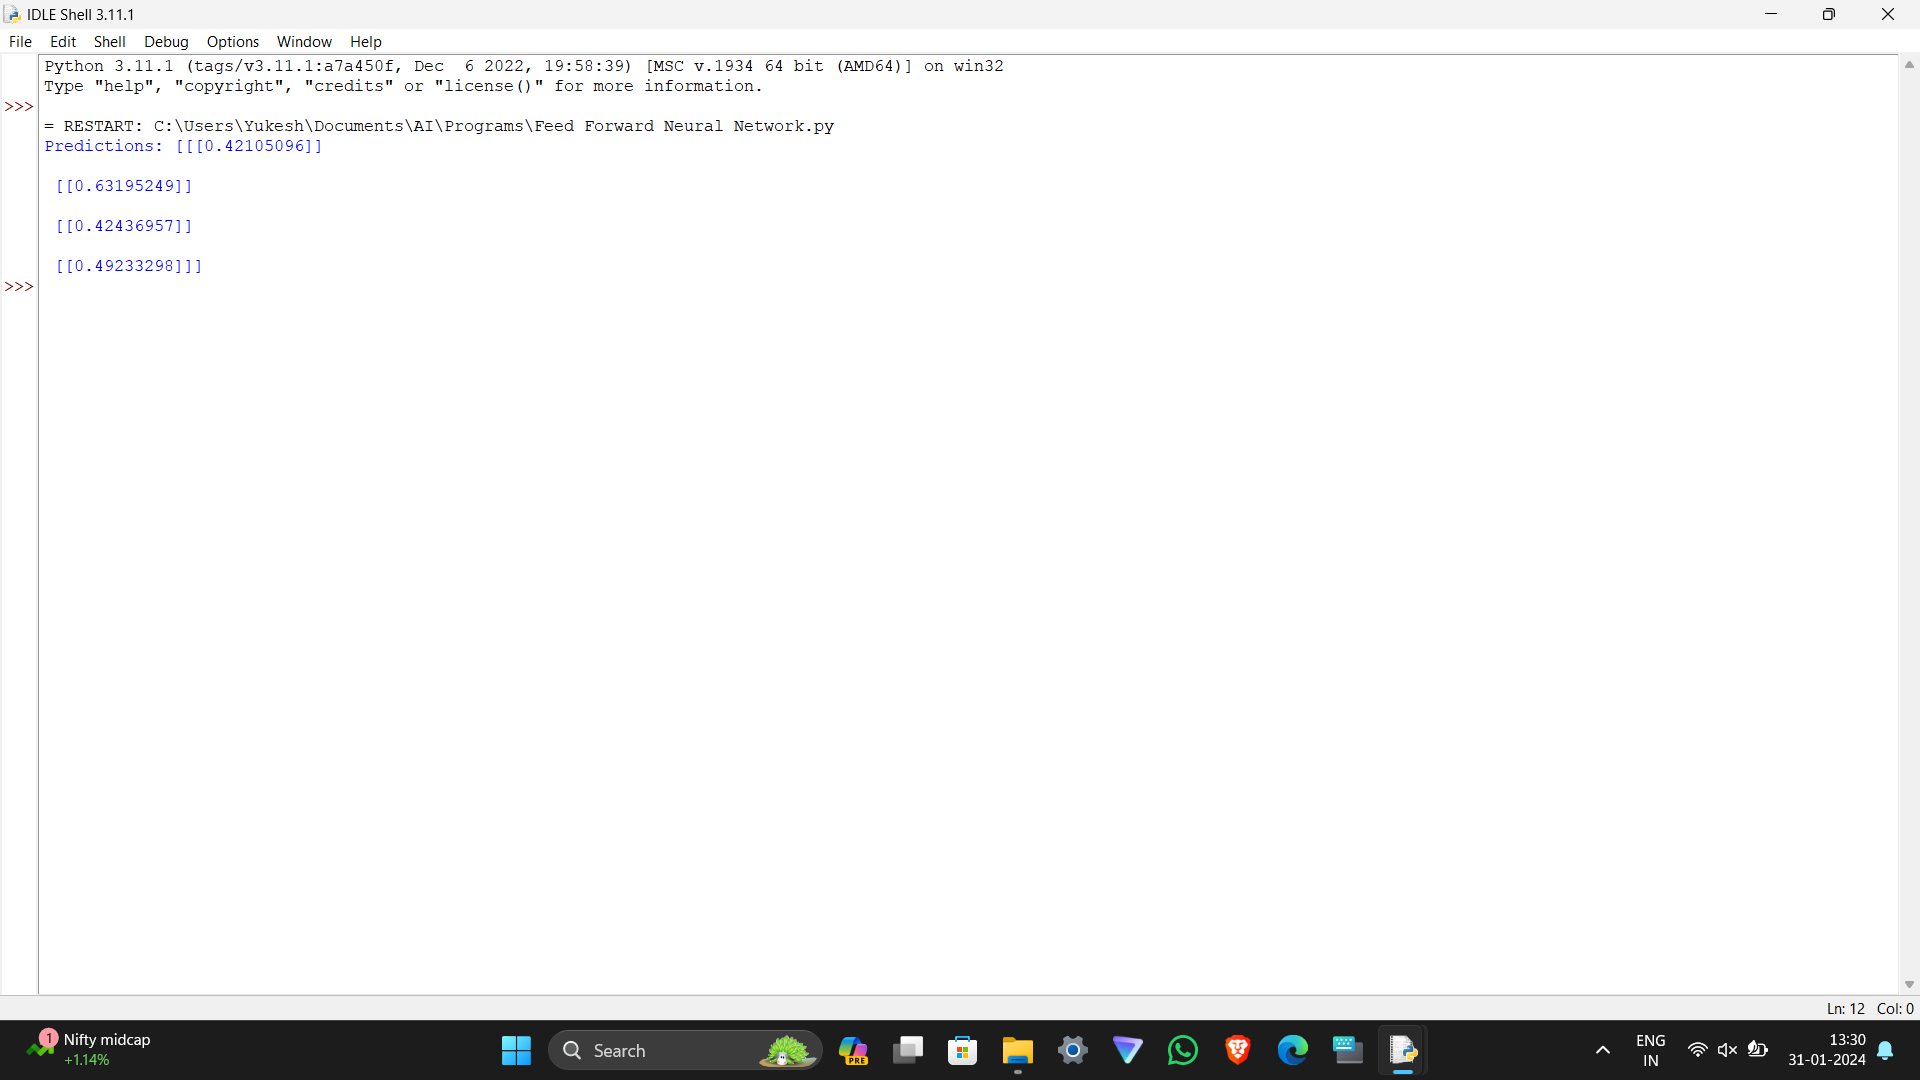 IDLE Shell 3.11.1
File Edit Shell Debug Options Window Help
Python 3.11.1 (tags/v3.11.1:a7a450f, Dec  6 2022, 19:58:39) [MSC v.1934 64 bit (AMD64)] on win32
Type "help", "copyright", "credits" or "license()" for more information.
>>>
= RESTART: C:\Users\Yukesh\Documents\AI\Programs\Feed Forward Neural Network.py
Predictions: [[[0.42105096]]
[[0.63195249]]
[[0.42436957]]
[[0.49233298]]]
>>>
Ln: 12 Col: 0
1 Nifty midcap
+1.14%
Search
PRE
ENG
IN
13:30
31-01-2024